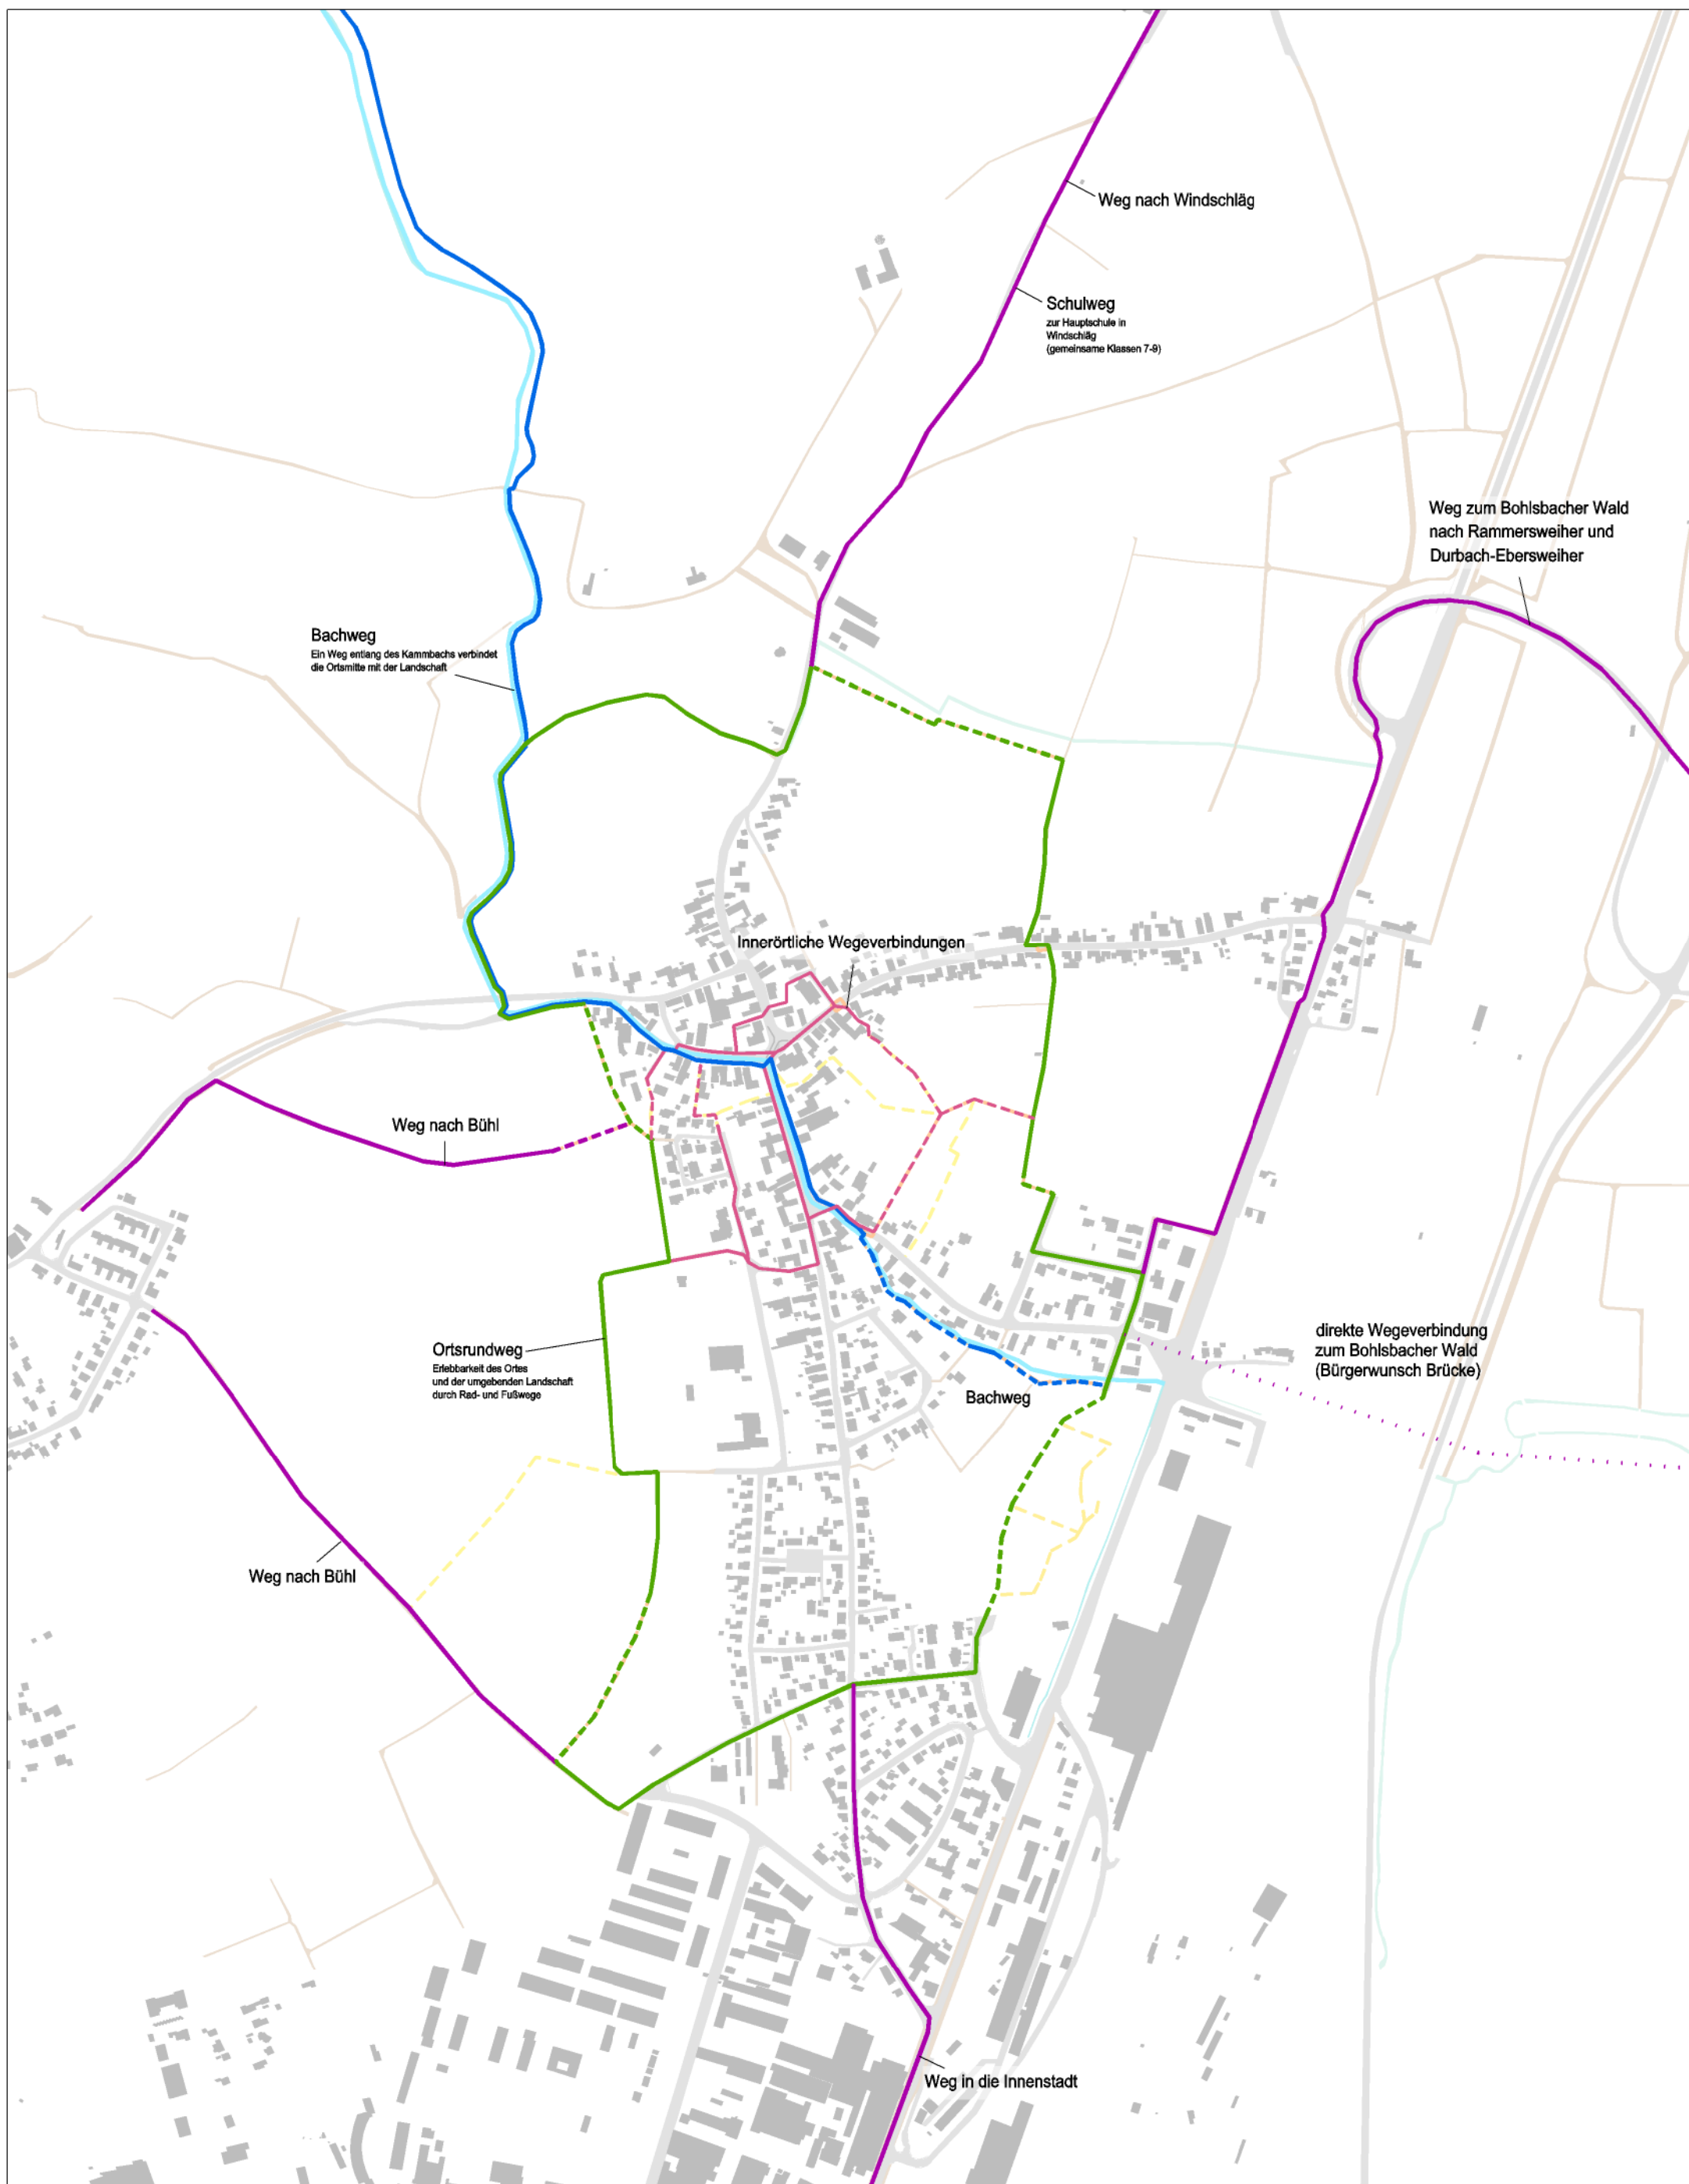 Weg nach Windschläg
Schulweg
zur Hauptschule in
Windschläg
(gemeinsame Klassen 7-9)
Weg zum Bohlsbacher Wald
nach Rammersweiher und
Durbach-Ebersweiher
Bachweg
Ein Weg entlang des Kammbachs verbindet
die Ortsmitte mit der Landschaft
Innerörtliche Wegeverbindungen
Weg nach Bühl
Ortsrundweg
Erlebbarkeit des Ortes
und der umgebenden Landschaft
durch Rad- und Fußwege
direkte Wegeverbindung
zum Bohlsbacher Wald
(Bürgerwunsch Brücke)
Bachweg
Weg nach Bühl
Weg in die Innenstadt